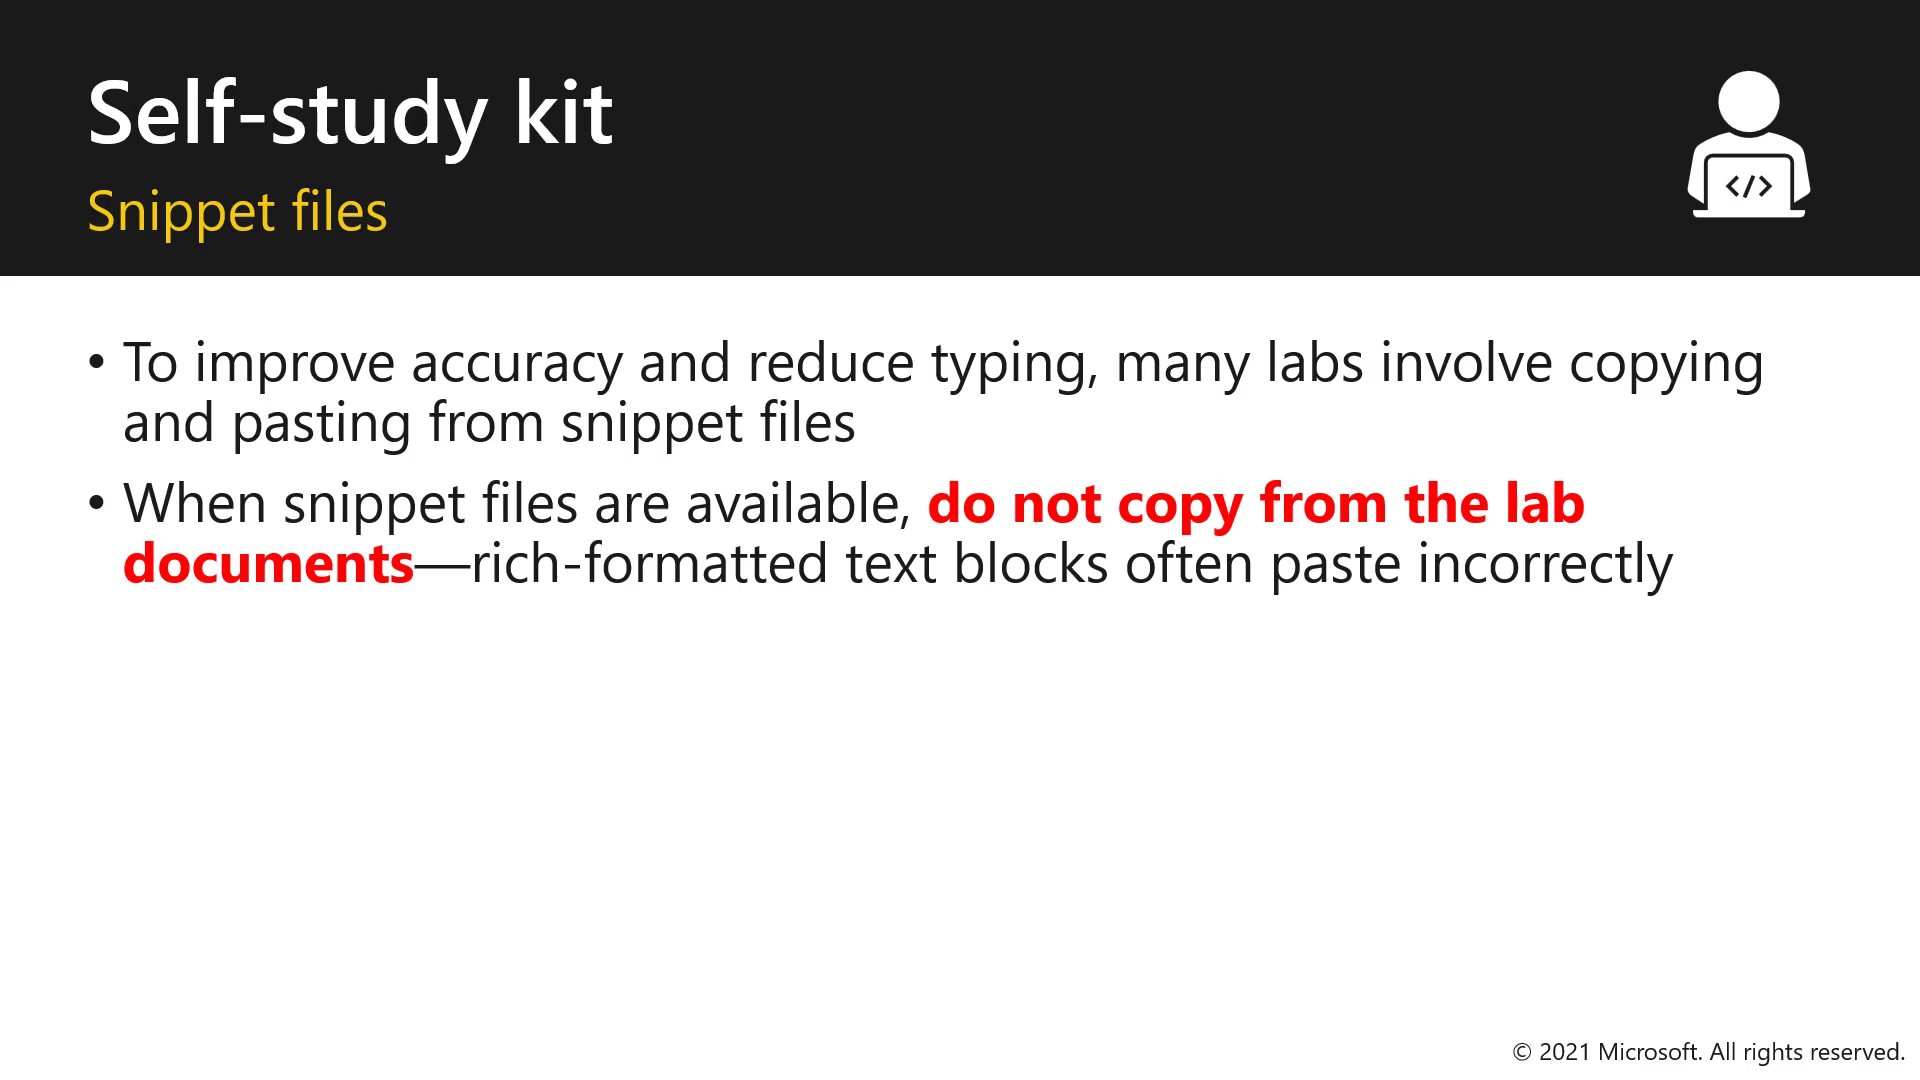 Self-study kit
Snippet files
</>
• To improve accuracy and reduce typing, many labs involve copying
and pasting from snippet files
• When snippet files are available, do not copy from the lab
documents—rich-formatted text blocks often paste incorrectly
© 2021 Microsoft. All rights reserved.